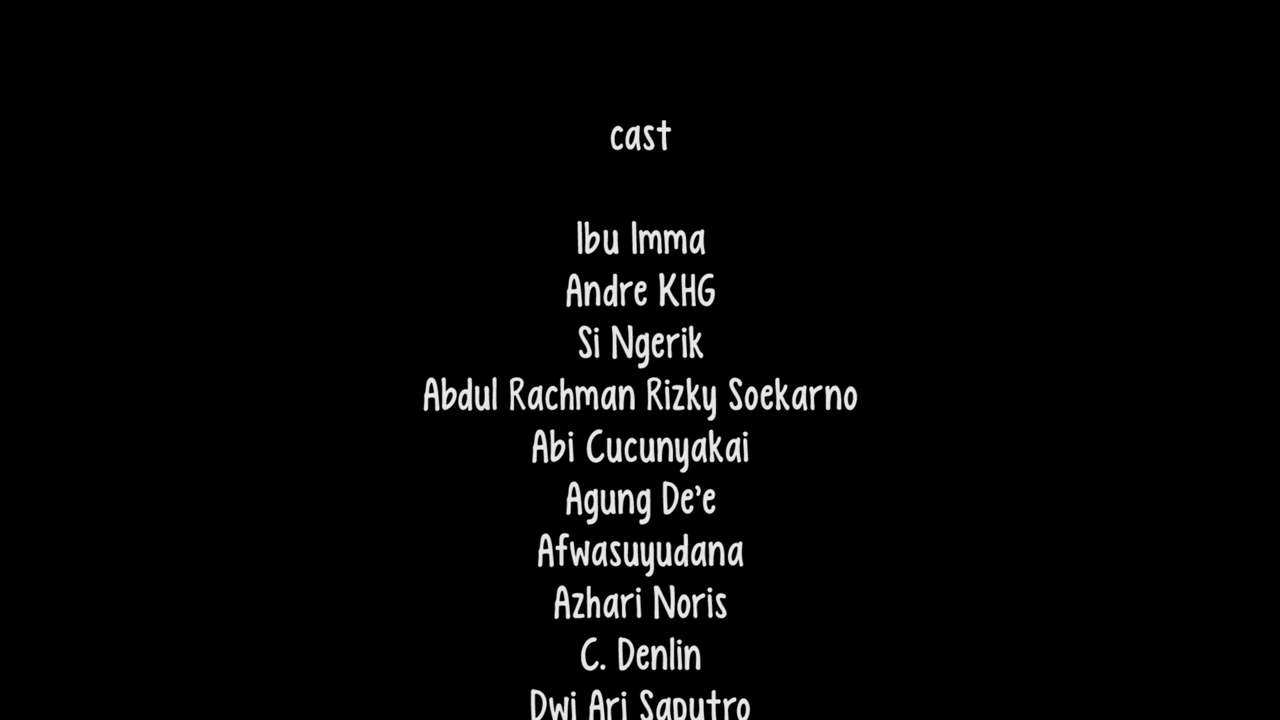 cast
Ibu Imma
Andre KHG
Si Ngerik
Abdul Rachman Rizky Soekarno
Abi Cucunyakai
Agung De'e
Afwasuyudana
Azhari Noris
C. Denlin
Dwi Ari Saputro